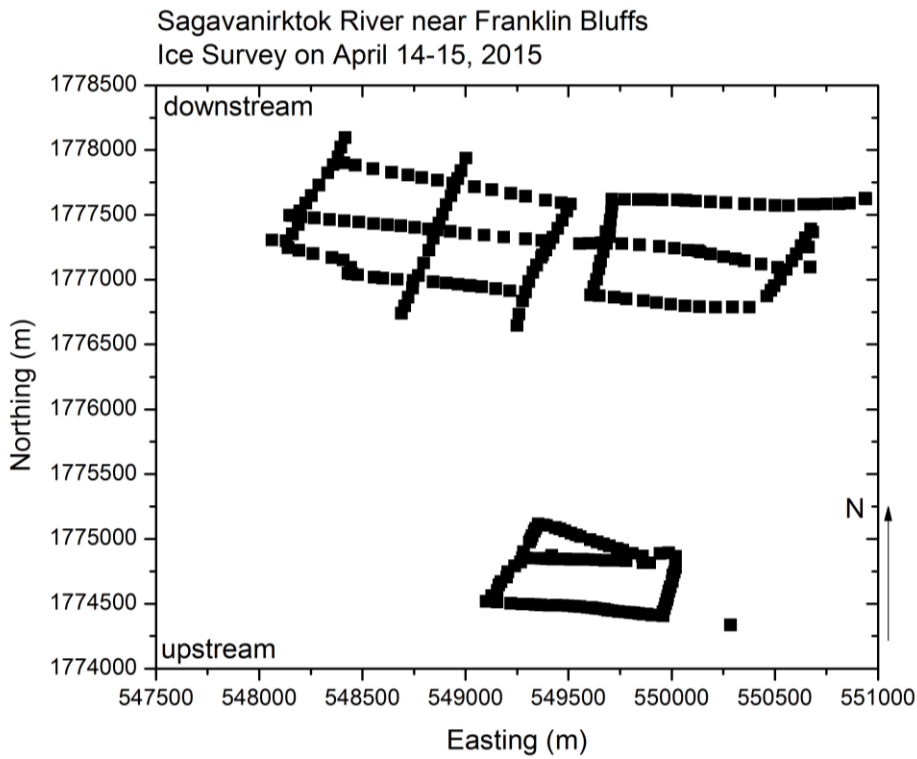 Sagavanirktok River near Franklin Bluffs
Ice Survey on April 14-15, 2015
1778500
downstream
1778000
1777500
1777000
1776500
1776000
1775500
N
1775000
1774500
upstream
1774000
547500 548000 548500 549000 549500 550000 550500 551000
Northing (m)
Easting (m)